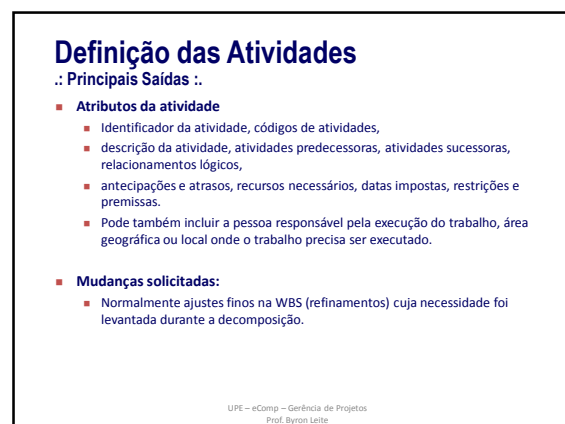 Definição das Atividades
.: Principais Saídas :.
Atributos da atividade
Identificador da atividade, códigos de atividades,
descrição da atividade, atividades predecessoras, atividades sucessoras,
relacionamentos lógicos,
antecipações e atrasos, recursos necessários, datas impostas, restrições e
premissas.
Pode também incluir a pessoa responsável pela execução do trabalho, área
geográfica ou local onde o trabalho precisa ser executado.
Mudanças solicitadas:
Normalmente ajustes finos na WBS (refinamentos) cuja necessidade foi
levantada durante a decomposição.
UPE – eComp – Gerência de Projetos
Prof. Byron Leite